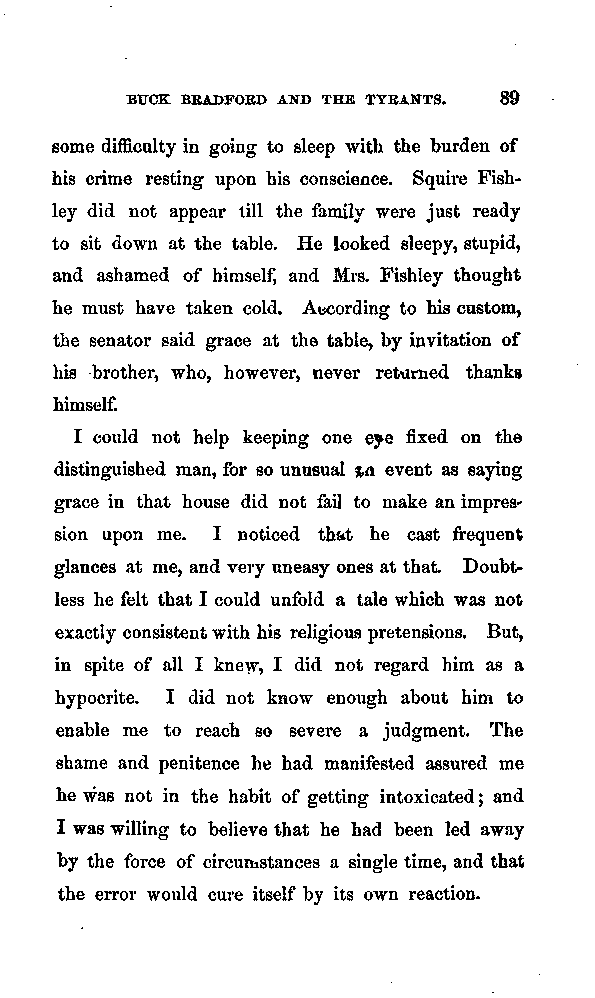 BUCK BRADFORD AND THE TYRANTS. 89
some difficulty in going to sleep with the burden of
his crime resting upon his conscience. Squire Fish-
ley did not appear till the family were just ready
to sit down at the table. He looked sleepy, stupid,
and ashamed of himself, and Mrs. Fishley thought
he must have taken cold. According to his custom,
the senator said grace at the table, by invitation of
his brother, who, however, never returned thanks
himself.
I could not help keeping one eye fixed on the
distinguished man, for so unusual an event as saying
grace in that house did not fail to make an impres-
sion upon me. I noticed that he cast frequent
glances at me, and very uneasy ones at that. Doubt-
less he felt that I could unfold a tale which was not
exactly consistent with his religious pretensions. But,
in spite of all I knew, I did not regard him as a
hypocrite. I did not know enough about him to
enable me to reach so severe a judgment. The
shame and penitence he had manifested assured me
he was not in the habit of getting intoxicated; and
I was willing to believe that he had been led away
by the force of circumstances a single time, and that
the error would cure itself by its own reaction.